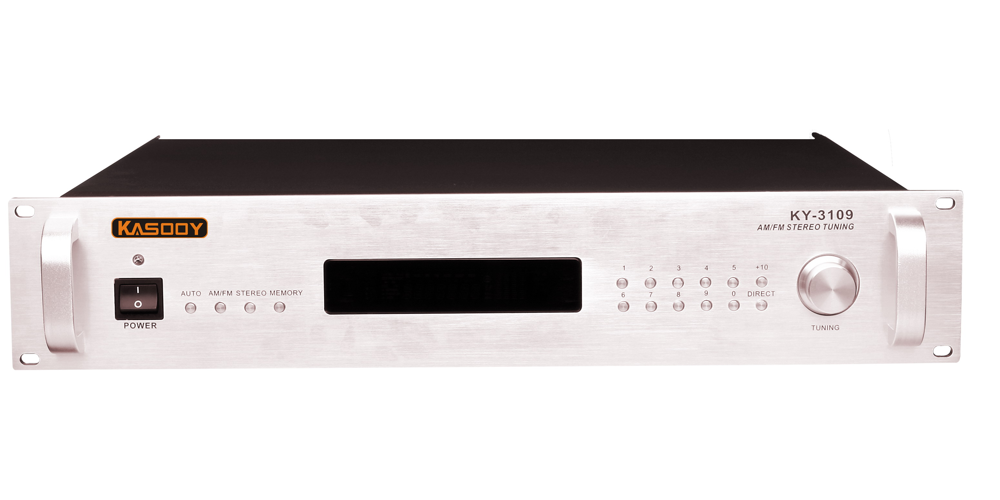 KASOOY
KY-3109
AM/FM STEREO TUNING
I
O
POWER
AUTO AM/FM STEREO MEMORY
1 2 3 4 5 +10
6 7 8 9 0 DIRECT
TUNING